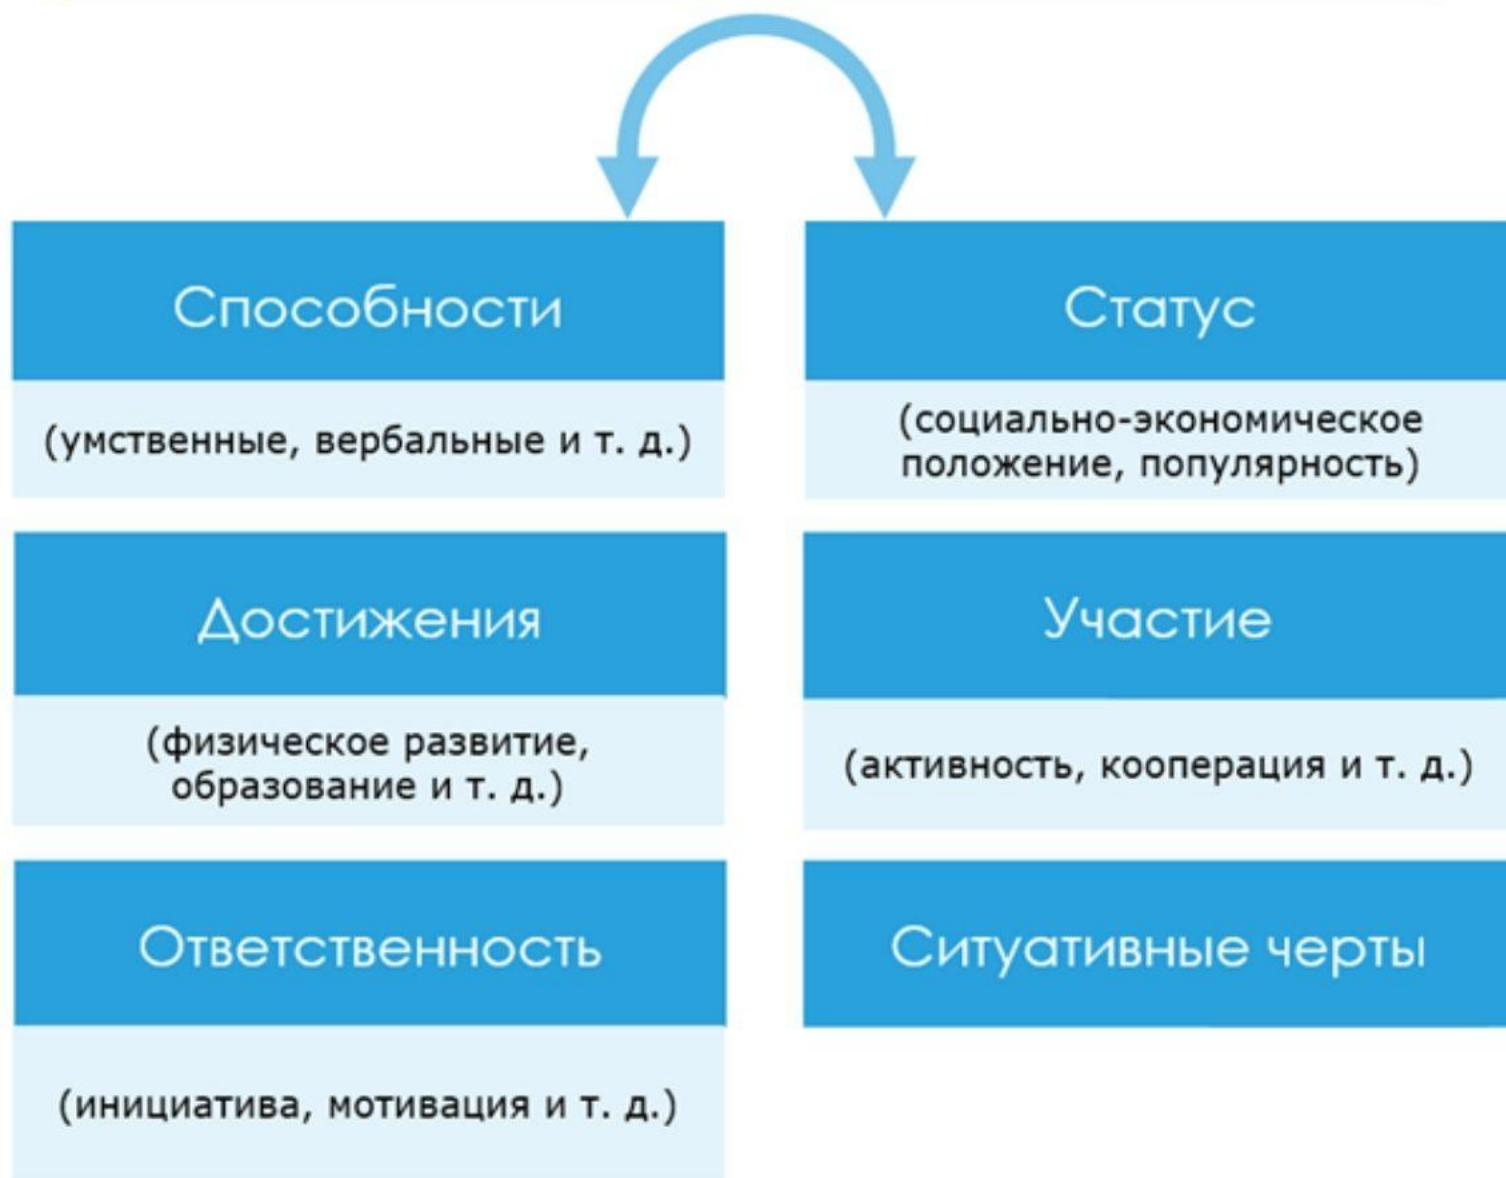 Способности
(умственные, вербальные и т. д.)
Статус
(социально-экономическое
положение, популярность)
Достижения
(физическое развитие,
образование и т. д.)
Участие
(активность, кооперация и т. д.)
Ответственность
(инициатива, мотивация и т. д.)
Ситуативные черты